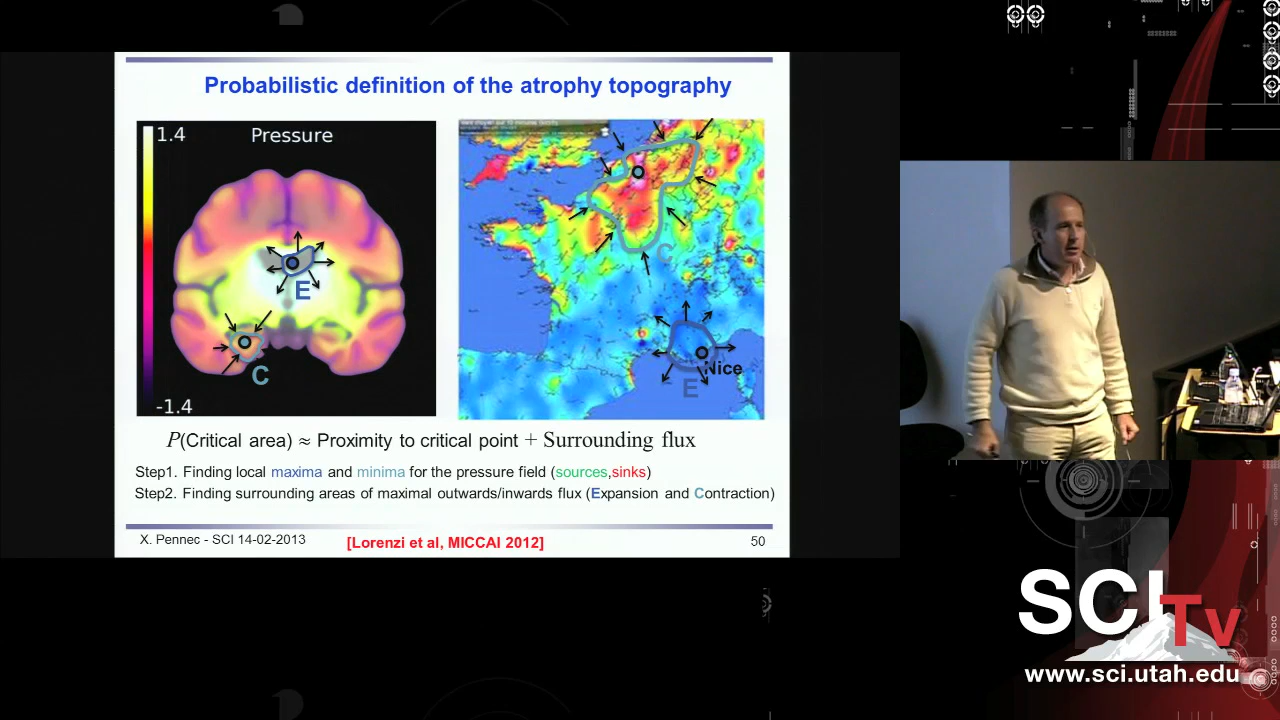 Probabilistic definition of the atrophy topography
1.4
Pressure
E
C
-1.4
C
Nice
E
P(Critical area) ≈ Proximity to critical point + Surrounding flux
Step1. Finding local maxima and minima for the pressure field (sources,sinks)
Step2. Finding surrounding areas of maximal outwards/inwards flux (Expansion and Contraction)
X. Pennec - SCI 14-02-2013
[Lorenzi et al, MICCAI 2012]
50
SCI
Tv
www.sci.utah.edu